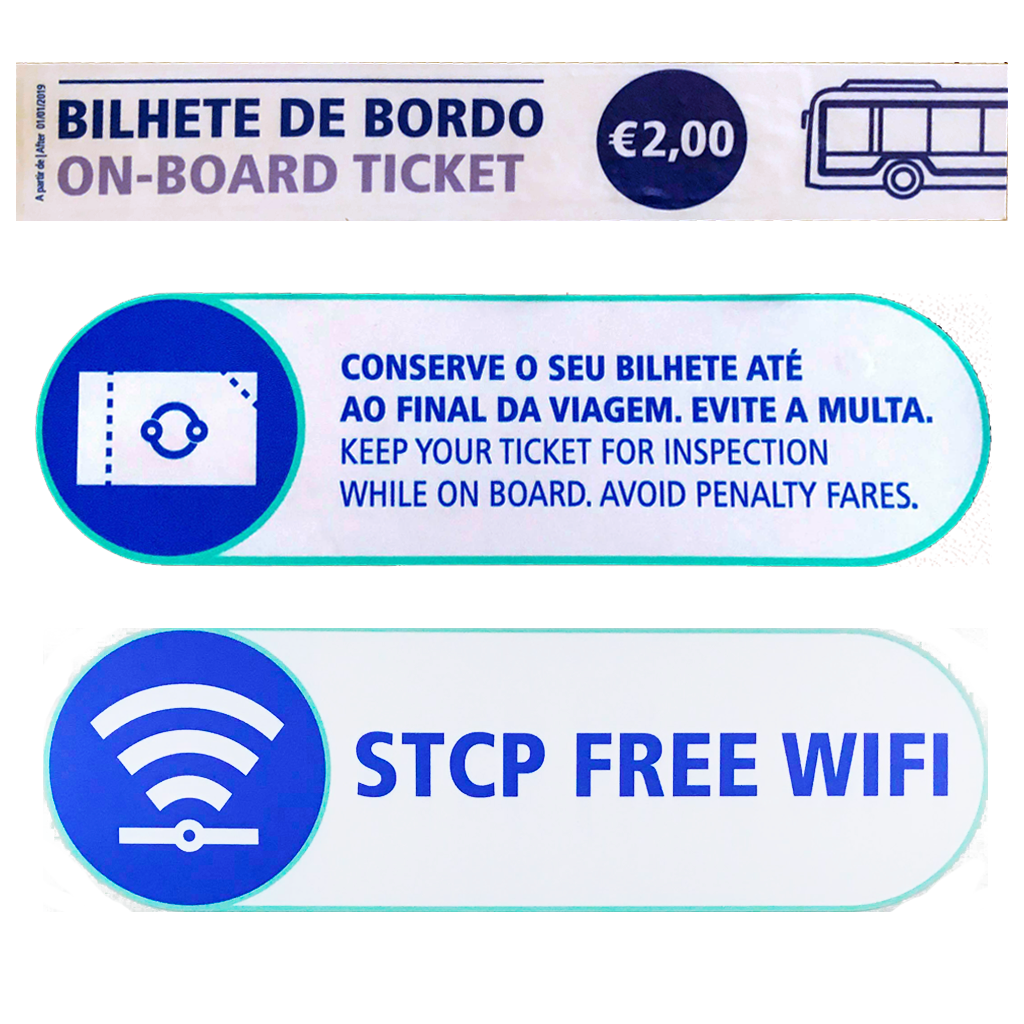 A partir de | After 01/01/2019
BILHETE DE BORDO
ON-BOARD TICKET
€2,00
CONSERVE O SEU BILHETE ATÉ
AO FINAL DA VIAGEM. EVITE A MULTA.
KEEP YOUR TICKET FOR INSPECTION
WHILE ON BOARD. AVOID PENALTY FARES.
STCP FREE WIFI